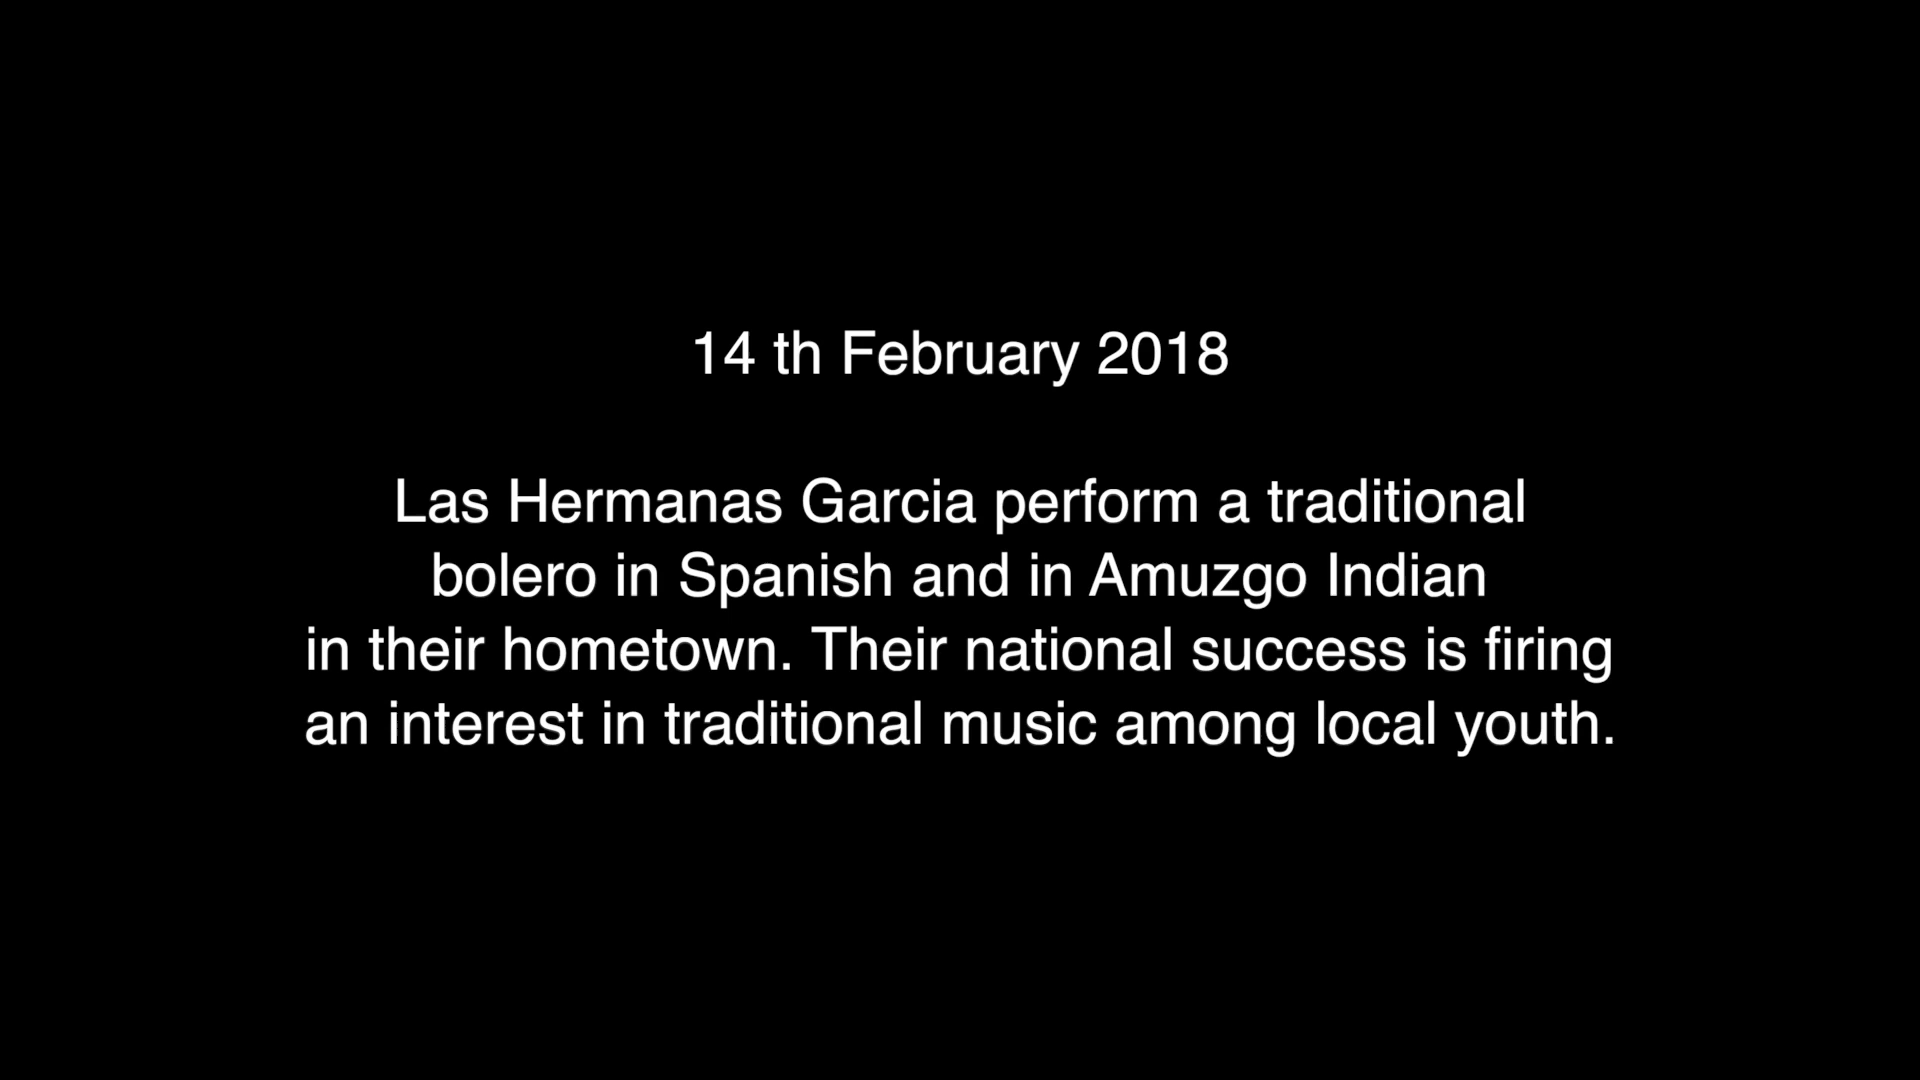 14 th February 2018
Las Hermanas Garcia perform a traditional
bolero in Spanish and in Amuzgo Indian
in their hometown. Their national success is firing
an interest in traditional music among local youth.